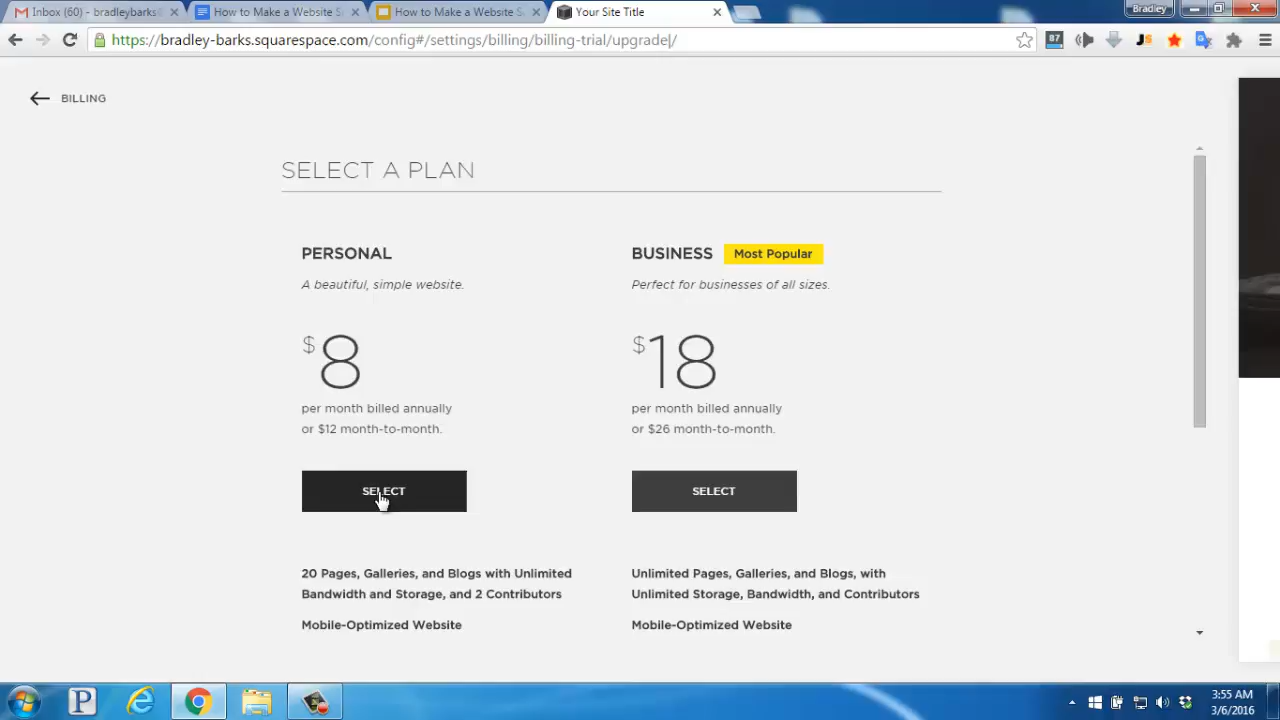 Inbox (60) - bradleybarks@
How to Make a Website S
How to Make a Website S
Your Site Title
Bradley
https://bradley-barks.squarespace.com/config#/settings/billing/billing-trial/upgrade/
87
JS
BILLING
SELECT A PLAN
PERSONAL
BUSINESS Most Popular
A beautiful, simple website.
Perfect for businesses of all sizes.
$8
$18
per month billed annually
or $12 month-to-month.
per month billed annually
or $26 month-to-month.
SELECT
SELECT
20 Pages, Galleries, and Blogs with Unlimited
Bandwidth and Storage, and 2 Contributors
Unlimited Pages, Galleries, and Blogs, with
Unlimited Storage, Bandwidth, and Contributors
Mobile-Optimized Website
Mobile-Optimized Website
P
3:55 AM
3/6/2016